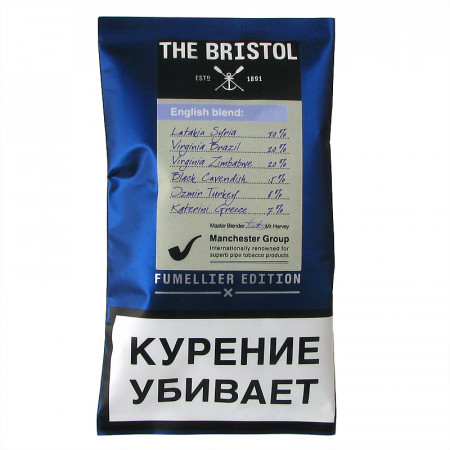 THE BRISTOL
ESTD 1891
English blend:
Latakia Syria 30%
Virginia Brazil 20%
Virginia Zimbabwe 20%
Black Cavendish 15%
Izmir Turkey 8%
Katerini Greece 7%
Master Blender Mr. Harvey
Manchester Group
Internationally renowned for
superb pipe tobacco products
FUMELLIER EDITION
КУРЕНИЕ
УБИВАЕТ